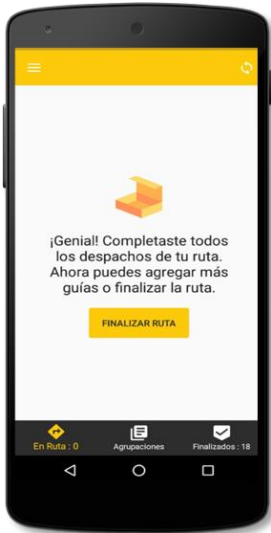 ¡Genial! Completaste todos
los despachos de tu ruta.
Ahora puedes agregar más
guías o finalizar la ruta.
FINALIZAR RUTA
En Ruta : 0
Agrupaciones
Finalizados : 18